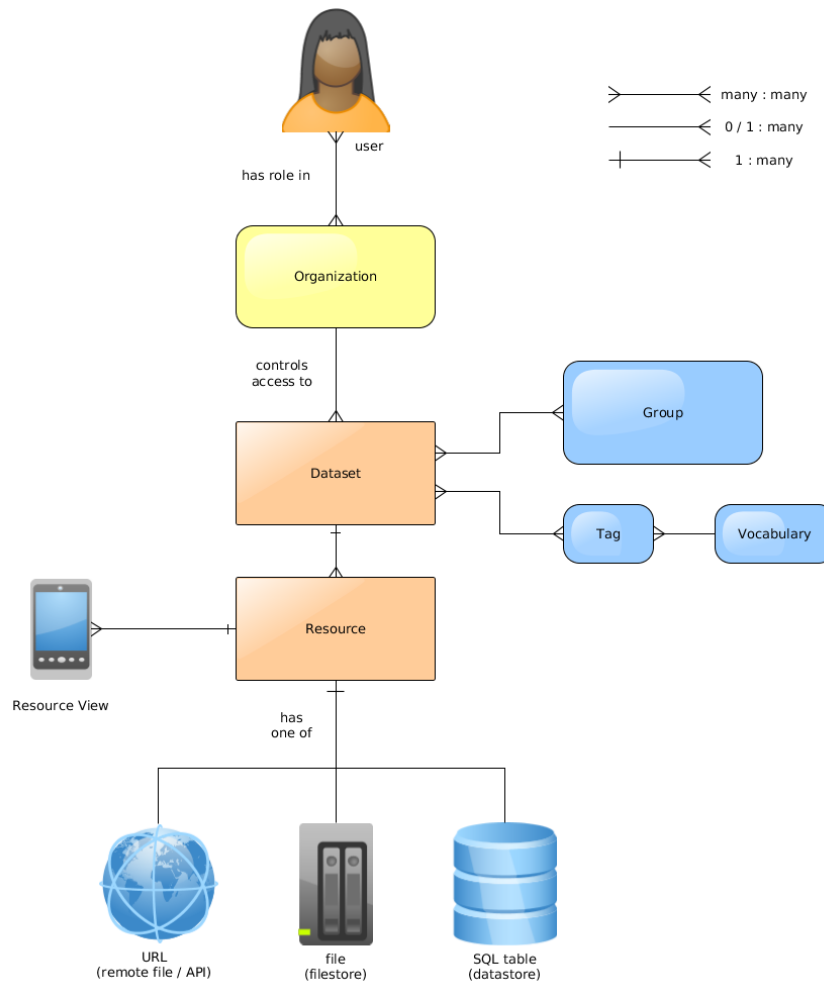 user
many : many
0 / 1 : many
1 : many
has role in
Organization
controls
access to
Group
Dataset
Tag
Vocabulary
Resource
Resource View
has
one of
URL
(remote file / API)
file
(filestore)
SQL table
(datastore)